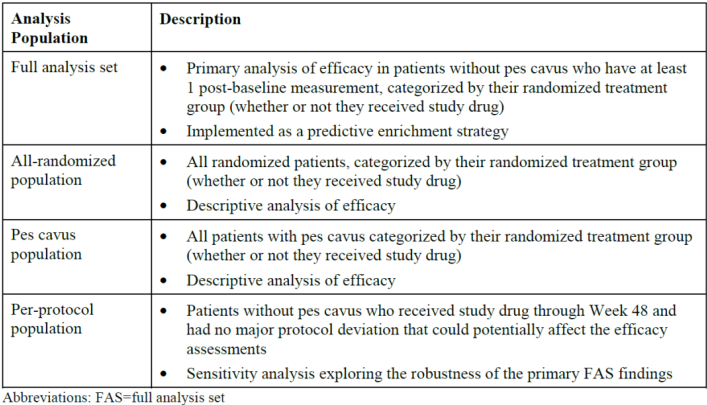 Analysis
Population
Description
Full analysis set
• Primary analysis of efficacy in patients without pes cavus who have at least
1 post-baseline measurement, categorized by their randomized treatment
group (whether or not they received study drug)
• Implemented as a predictive enrichment strategy
All-randomized
population
• All randomized patients, categorized by their randomized treatment group
(whether or not they received study drug)
• Descriptive analysis of efficacy
Pes cavus
population
• All patients with pes cavus categorized by their randomized treatment group
(whether or not they received study drug)
• Descriptive analysis of efficacy
Per-protocol
population
• Patients without pes cavus who received study drug through Week 48 and
had no major protocol deviation that could potentially affect the efficacy
assessments
• Sensitivity analysis exploring the robustness of the primary FAS findings
Abbreviations: FAS=full analysis set